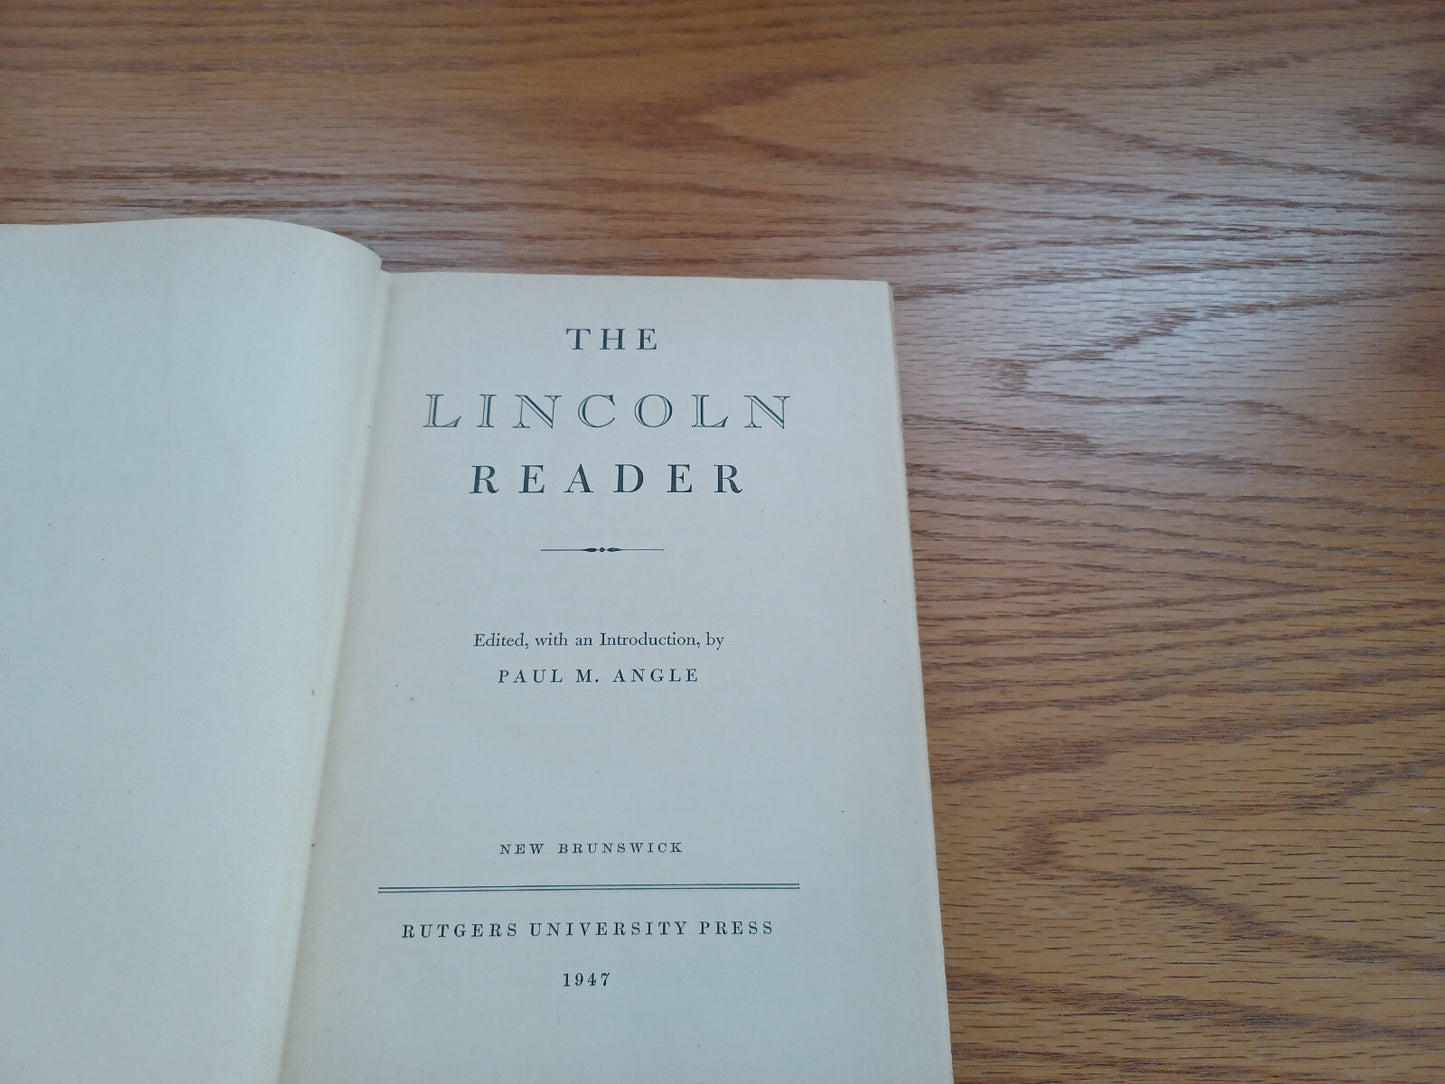 THE
LINCOLN
READER
Edited, with an Introduction, by
PAUL M. ANGLE
NEW BRUNSWICK
RUTGERS UNIVERSITY PRESS
1947